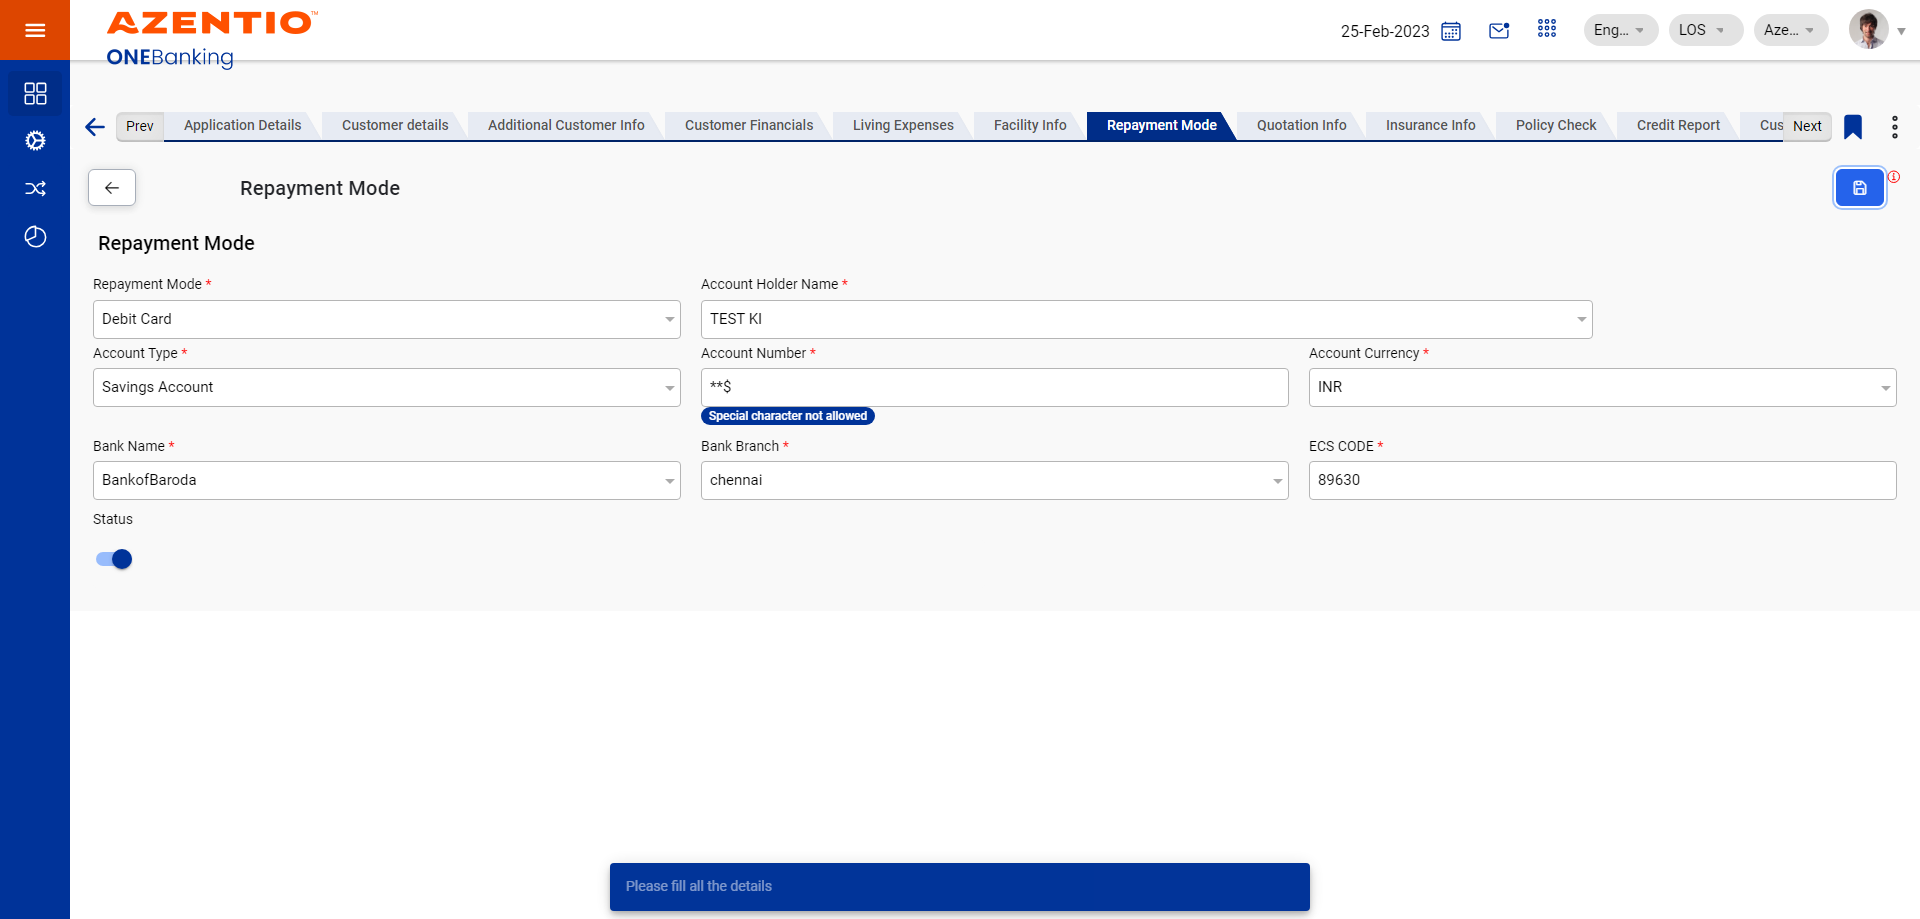 AZENTIO™
ONEBanking
25-Feb-2023
Eng...
LOS
Aze...
Prev
Application Details
Customer details
Additional Customer Info
Customer Financials
Living Expenses
Facility Info
Repayment Mode
Quotation Info
Insurance Info
Policy Check
Credit Report
Cus
Next
Repayment Mode
Repayment Mode
Repayment Mode *
Account Holder Name *
Debit Card
TEST KI
Account Type *
Account Number *
Account Currency *
Savings Account
**$
INR
Special character not allowed
Bank Name *
Bank Branch *
ECS CODE *
BankofBaroda
chennai
89630
Status
Please fill all the details